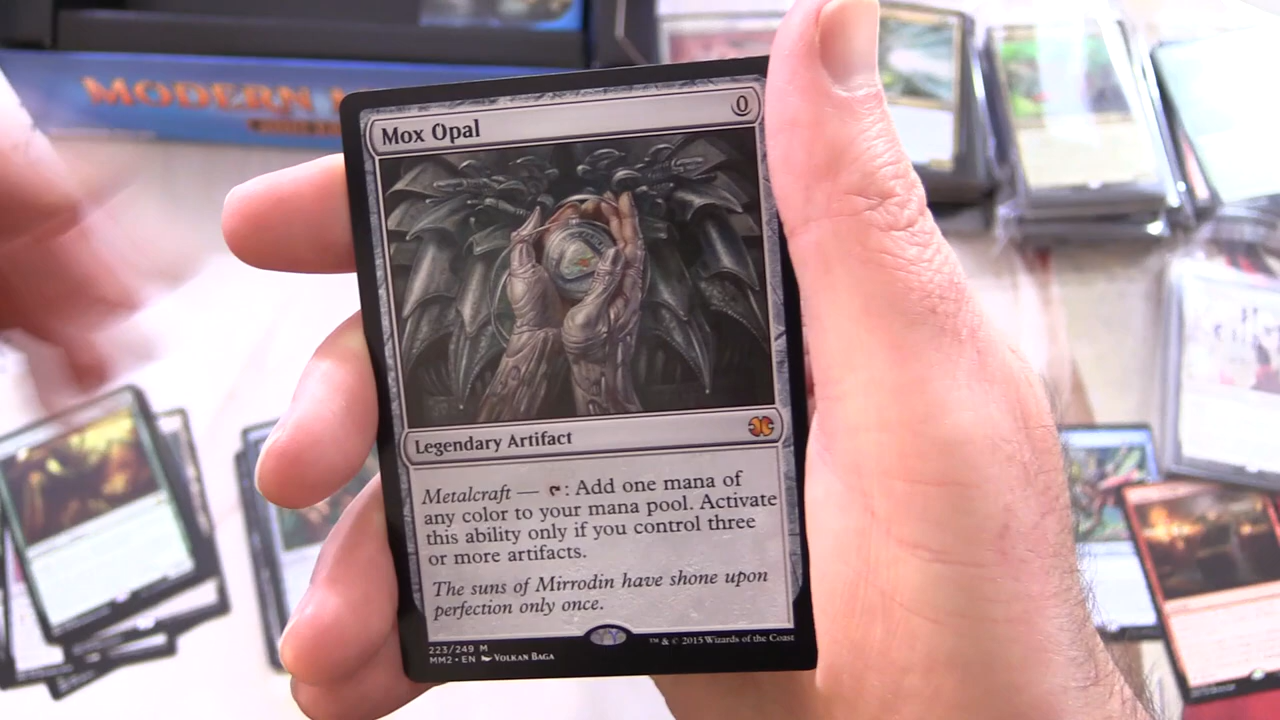 MODERN
Mox Opal
0
Legendary Artifact
Metalcraft — : Add one mana of
any color to your mana pool. Activate
this ability only if you control three
or more artifacts.
The suns of Mirrodin have shone upon
perfection only once.
223/249 M
MM2 • EN VOLKAN BAGA
™ & © 2015 Wizards of the Coast